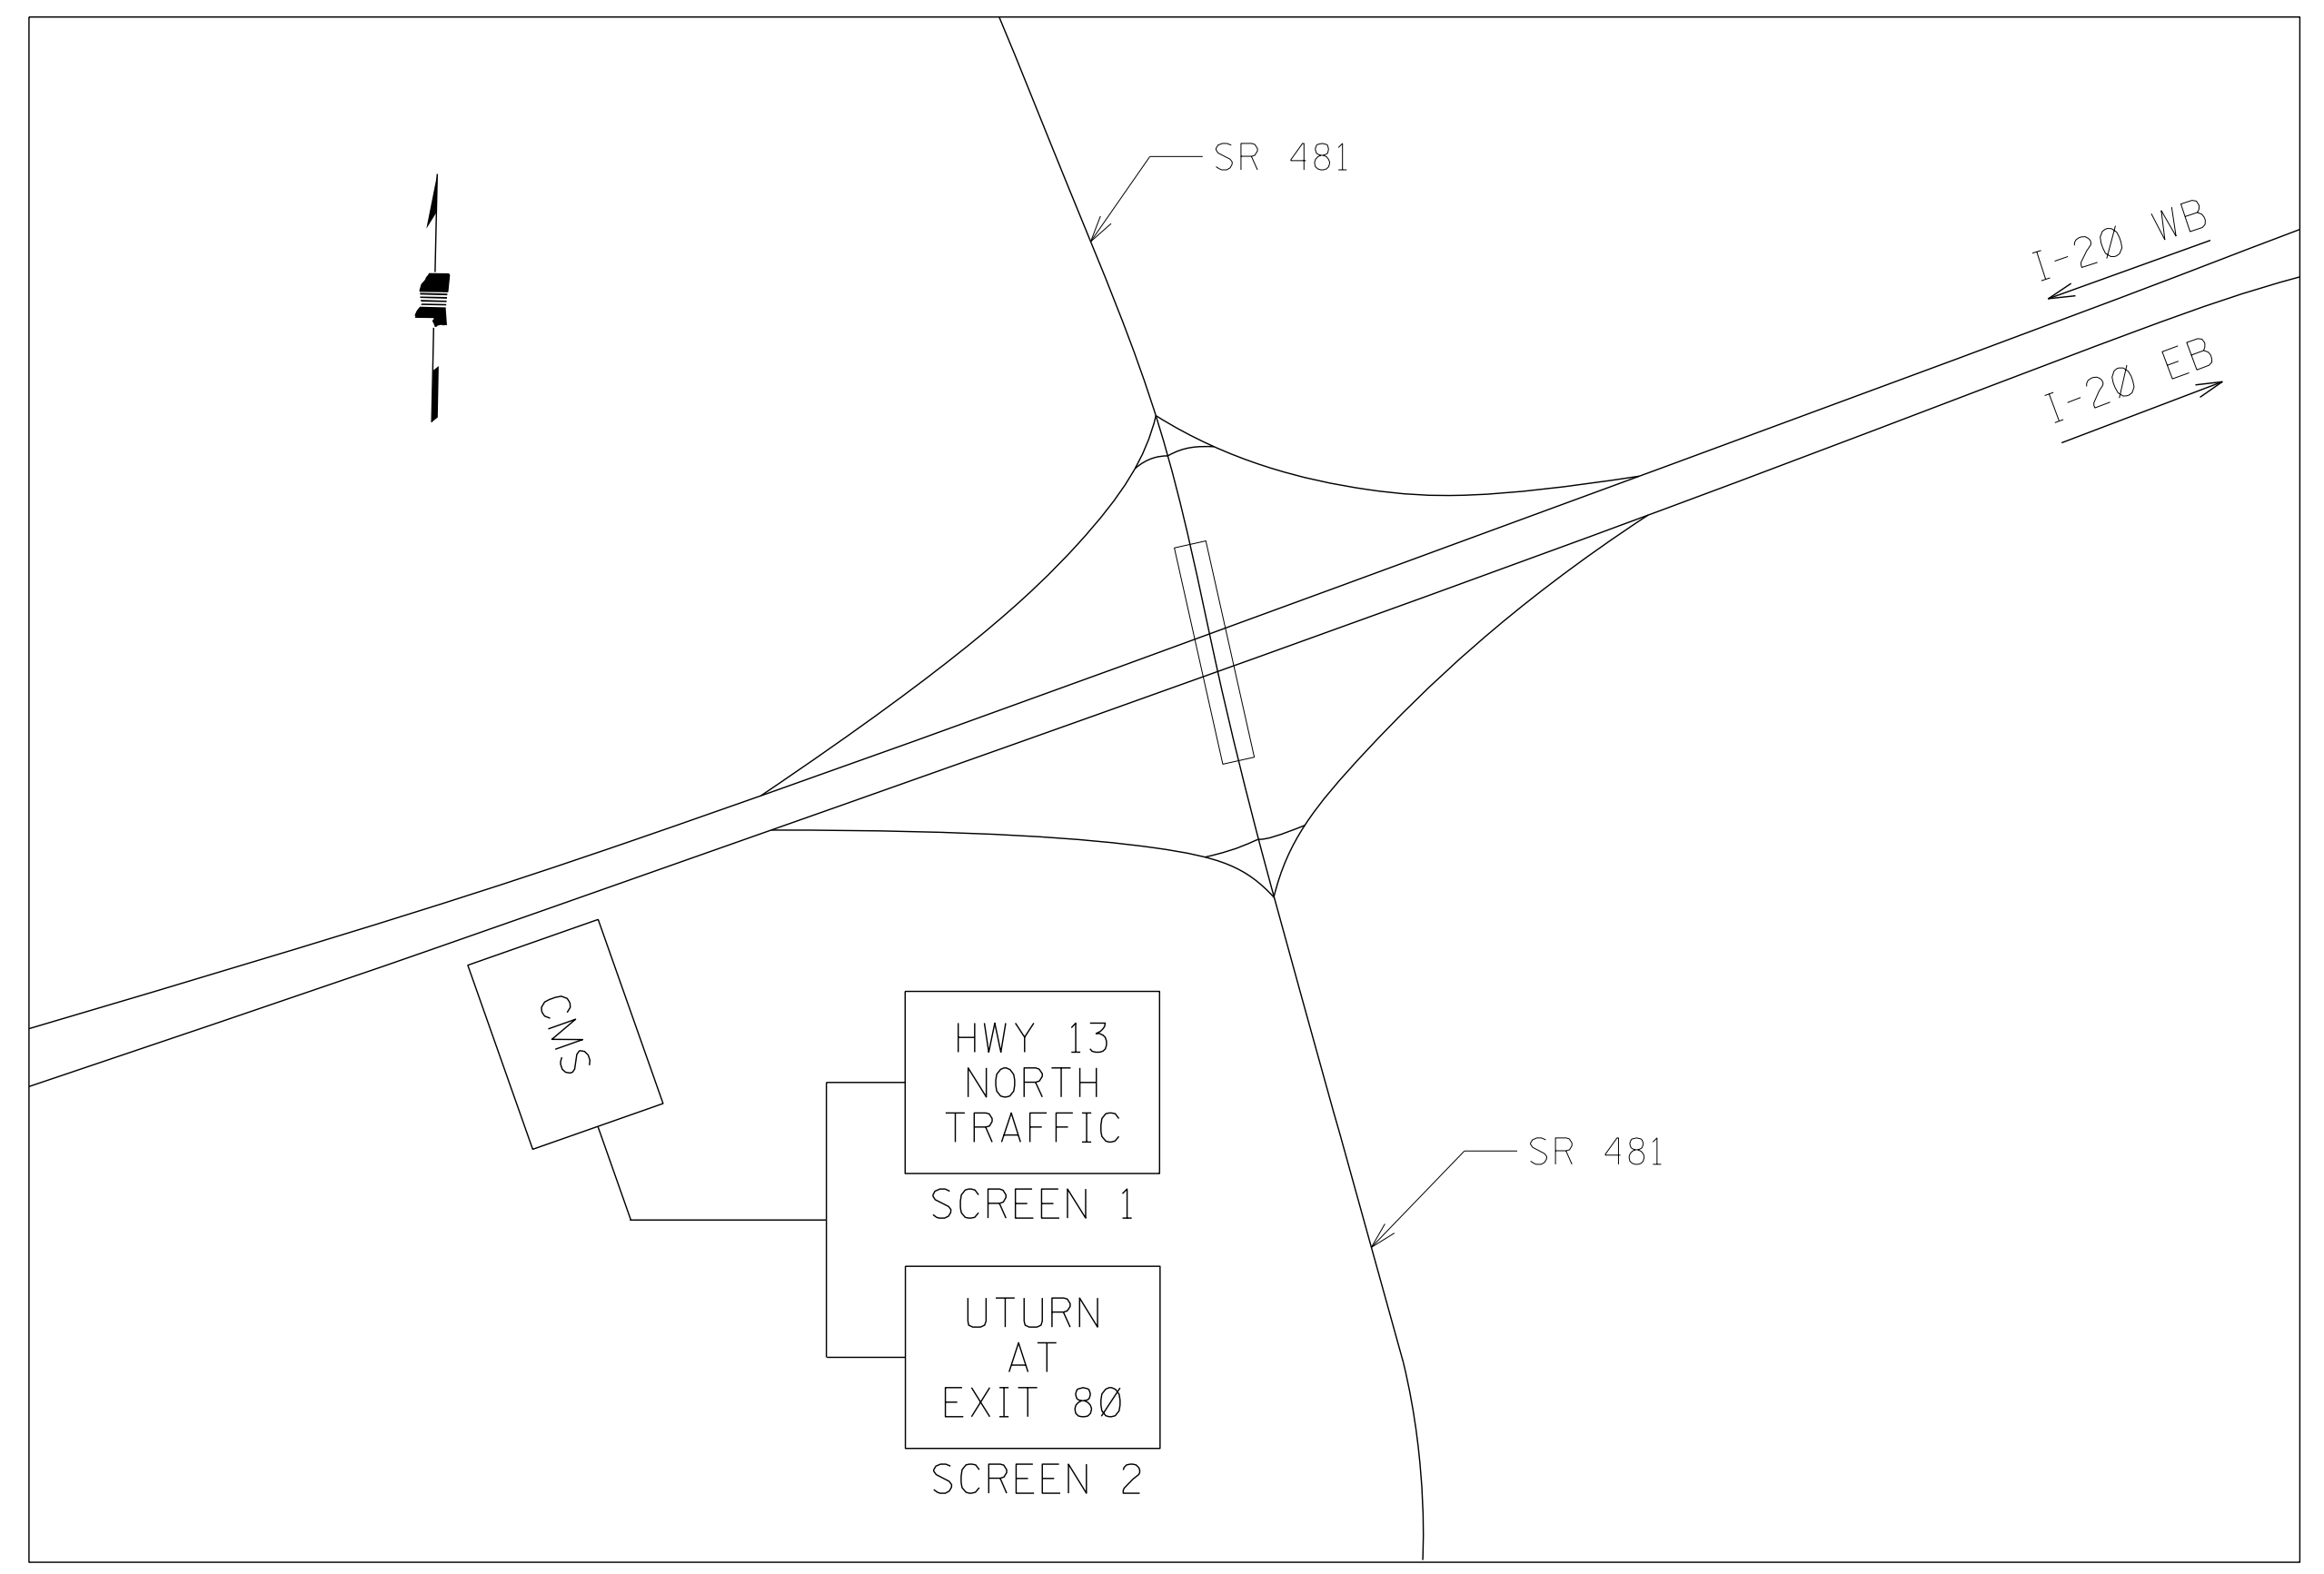 SR 481
I-20 WB
I-20 EB
CMS
HWY 13
NORTH
TRAFFIC
SCREEN 1
SR 481
UTURN
AT
EXIT 80
SCREEN 2